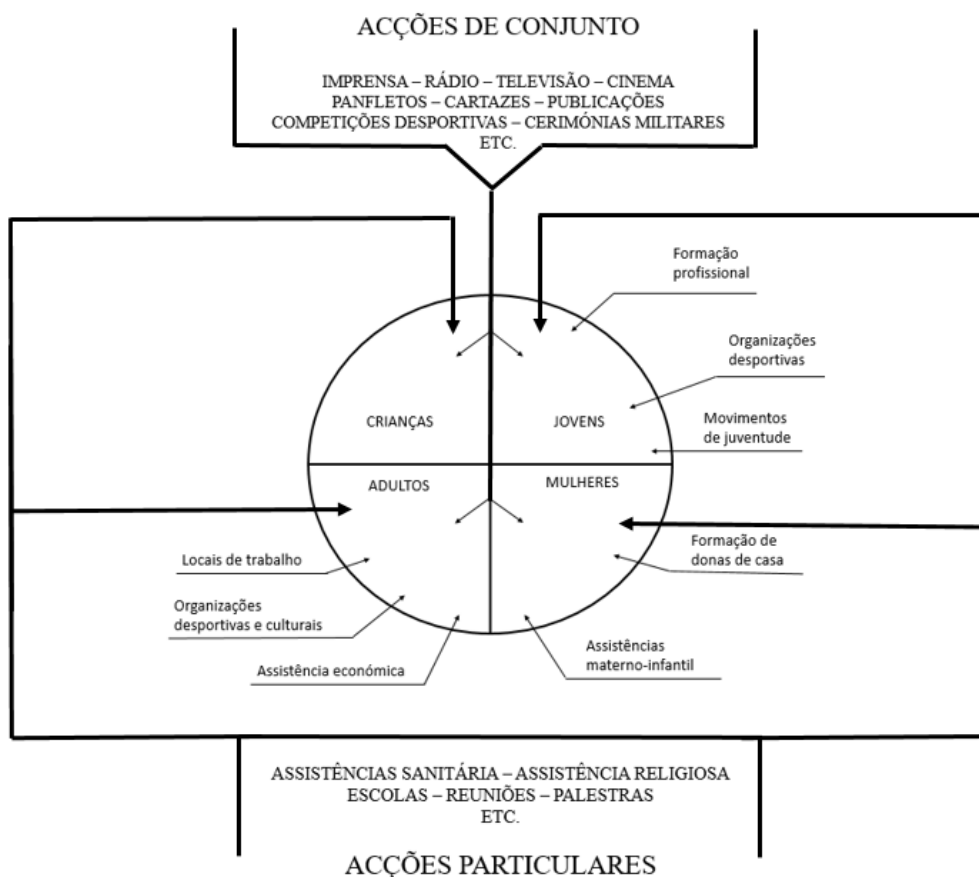 ACÇÕES DE CONJUNTO
IMPRENSA – RÁDIO – TELEVISÃO – CINEMA
PANFLETOS – CARTAZES – PUBLICAÇÕES
COMPETIÇÕES DESPORTIVAS – CERIMÓNIAS MILITARES
ETC.
Formação
profissional
Organizações
desportivas
Movimentos
de juventude
CRIANÇAS
JOVENS
ADULTOS
MULHERES
Locais de trabalho
Organizações
desportivas e culturais
Assistência económica
Formação de
donas de casa
Assistências
materno-infantil
ASSISTÊNCIAS SANITÁRIA – ASSISTÊNCIA RELIGIOSA
ESCOLAS – REUNIÕES – PALESTRAS
ETC.
ACÇÕES PARTICULARES